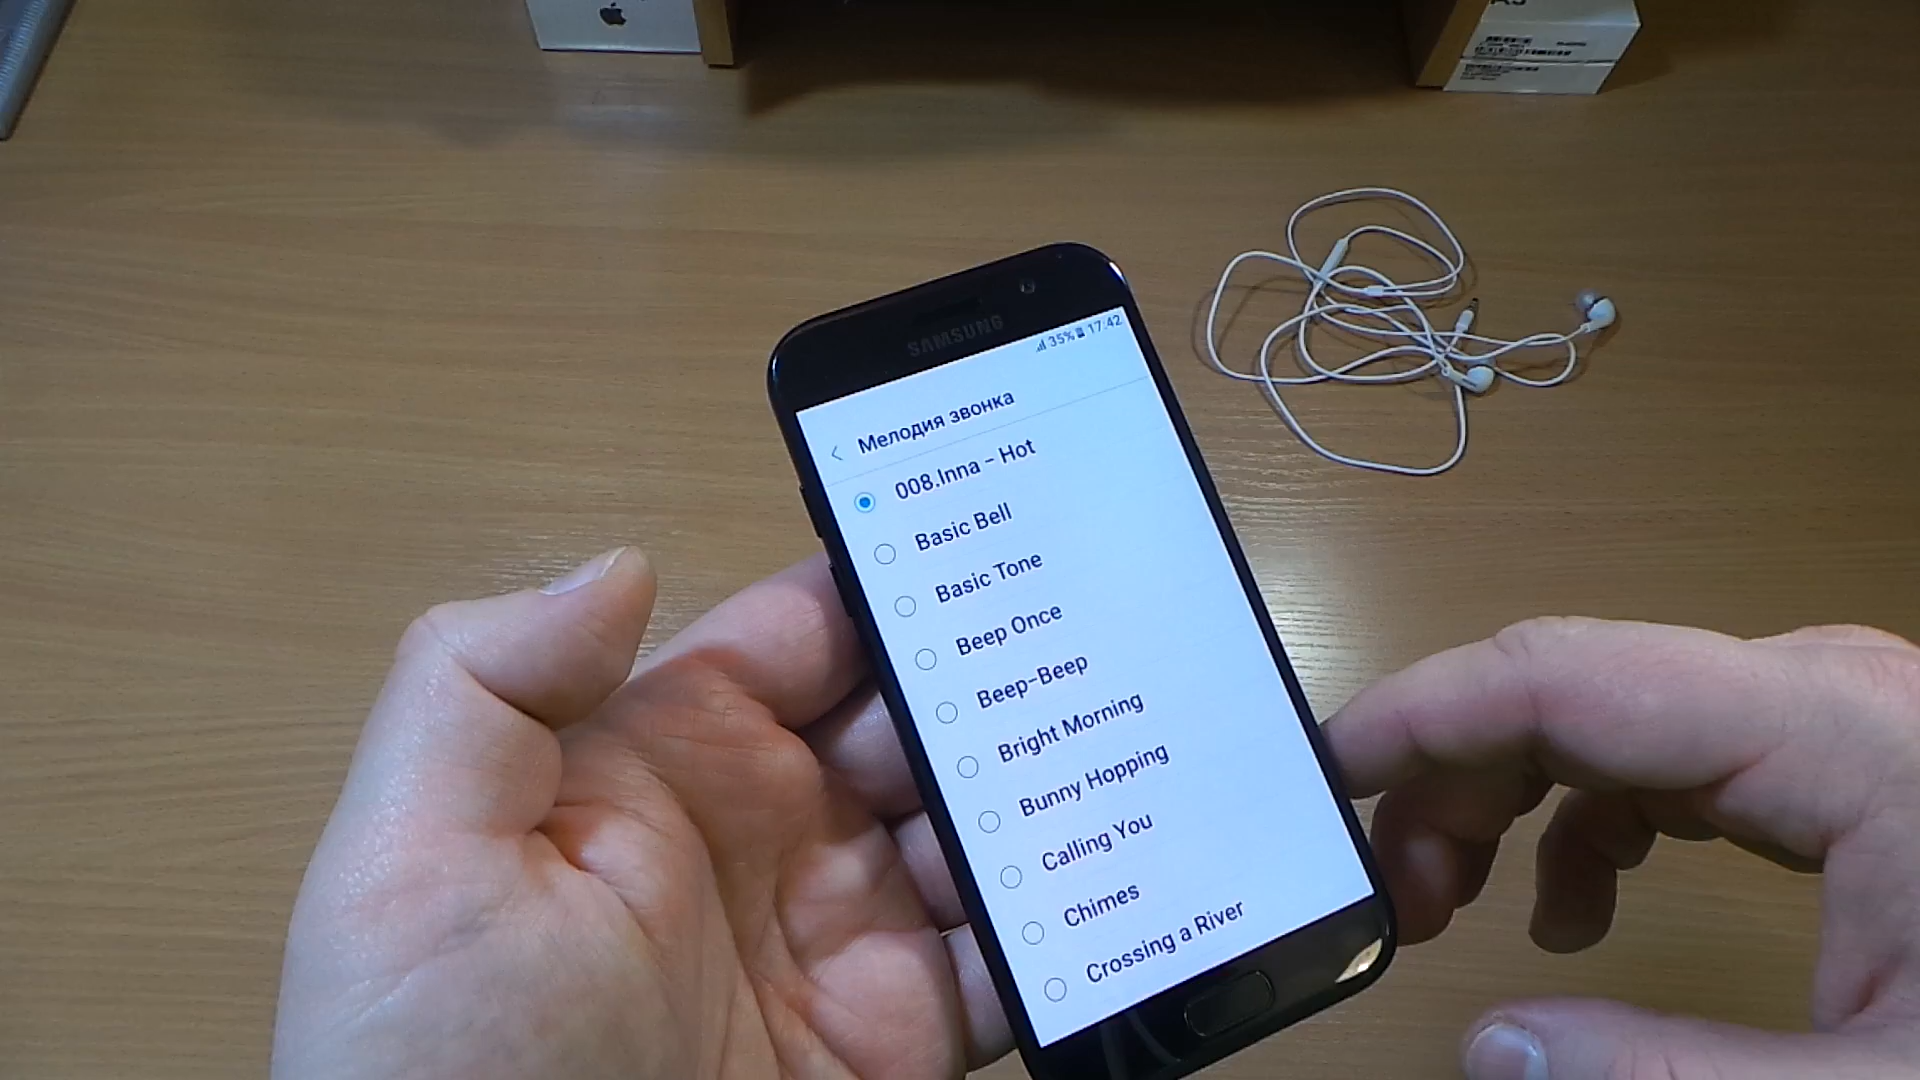 A5
SAMSUNG
35% 17:42
Мелодия звонка
008.Inna - Hot
Basic Bell
Basic Tone
Beep Once
Beep-Beep
Bright Morning
Bunny Hopping
Calling You
Chimes
Crossing a River